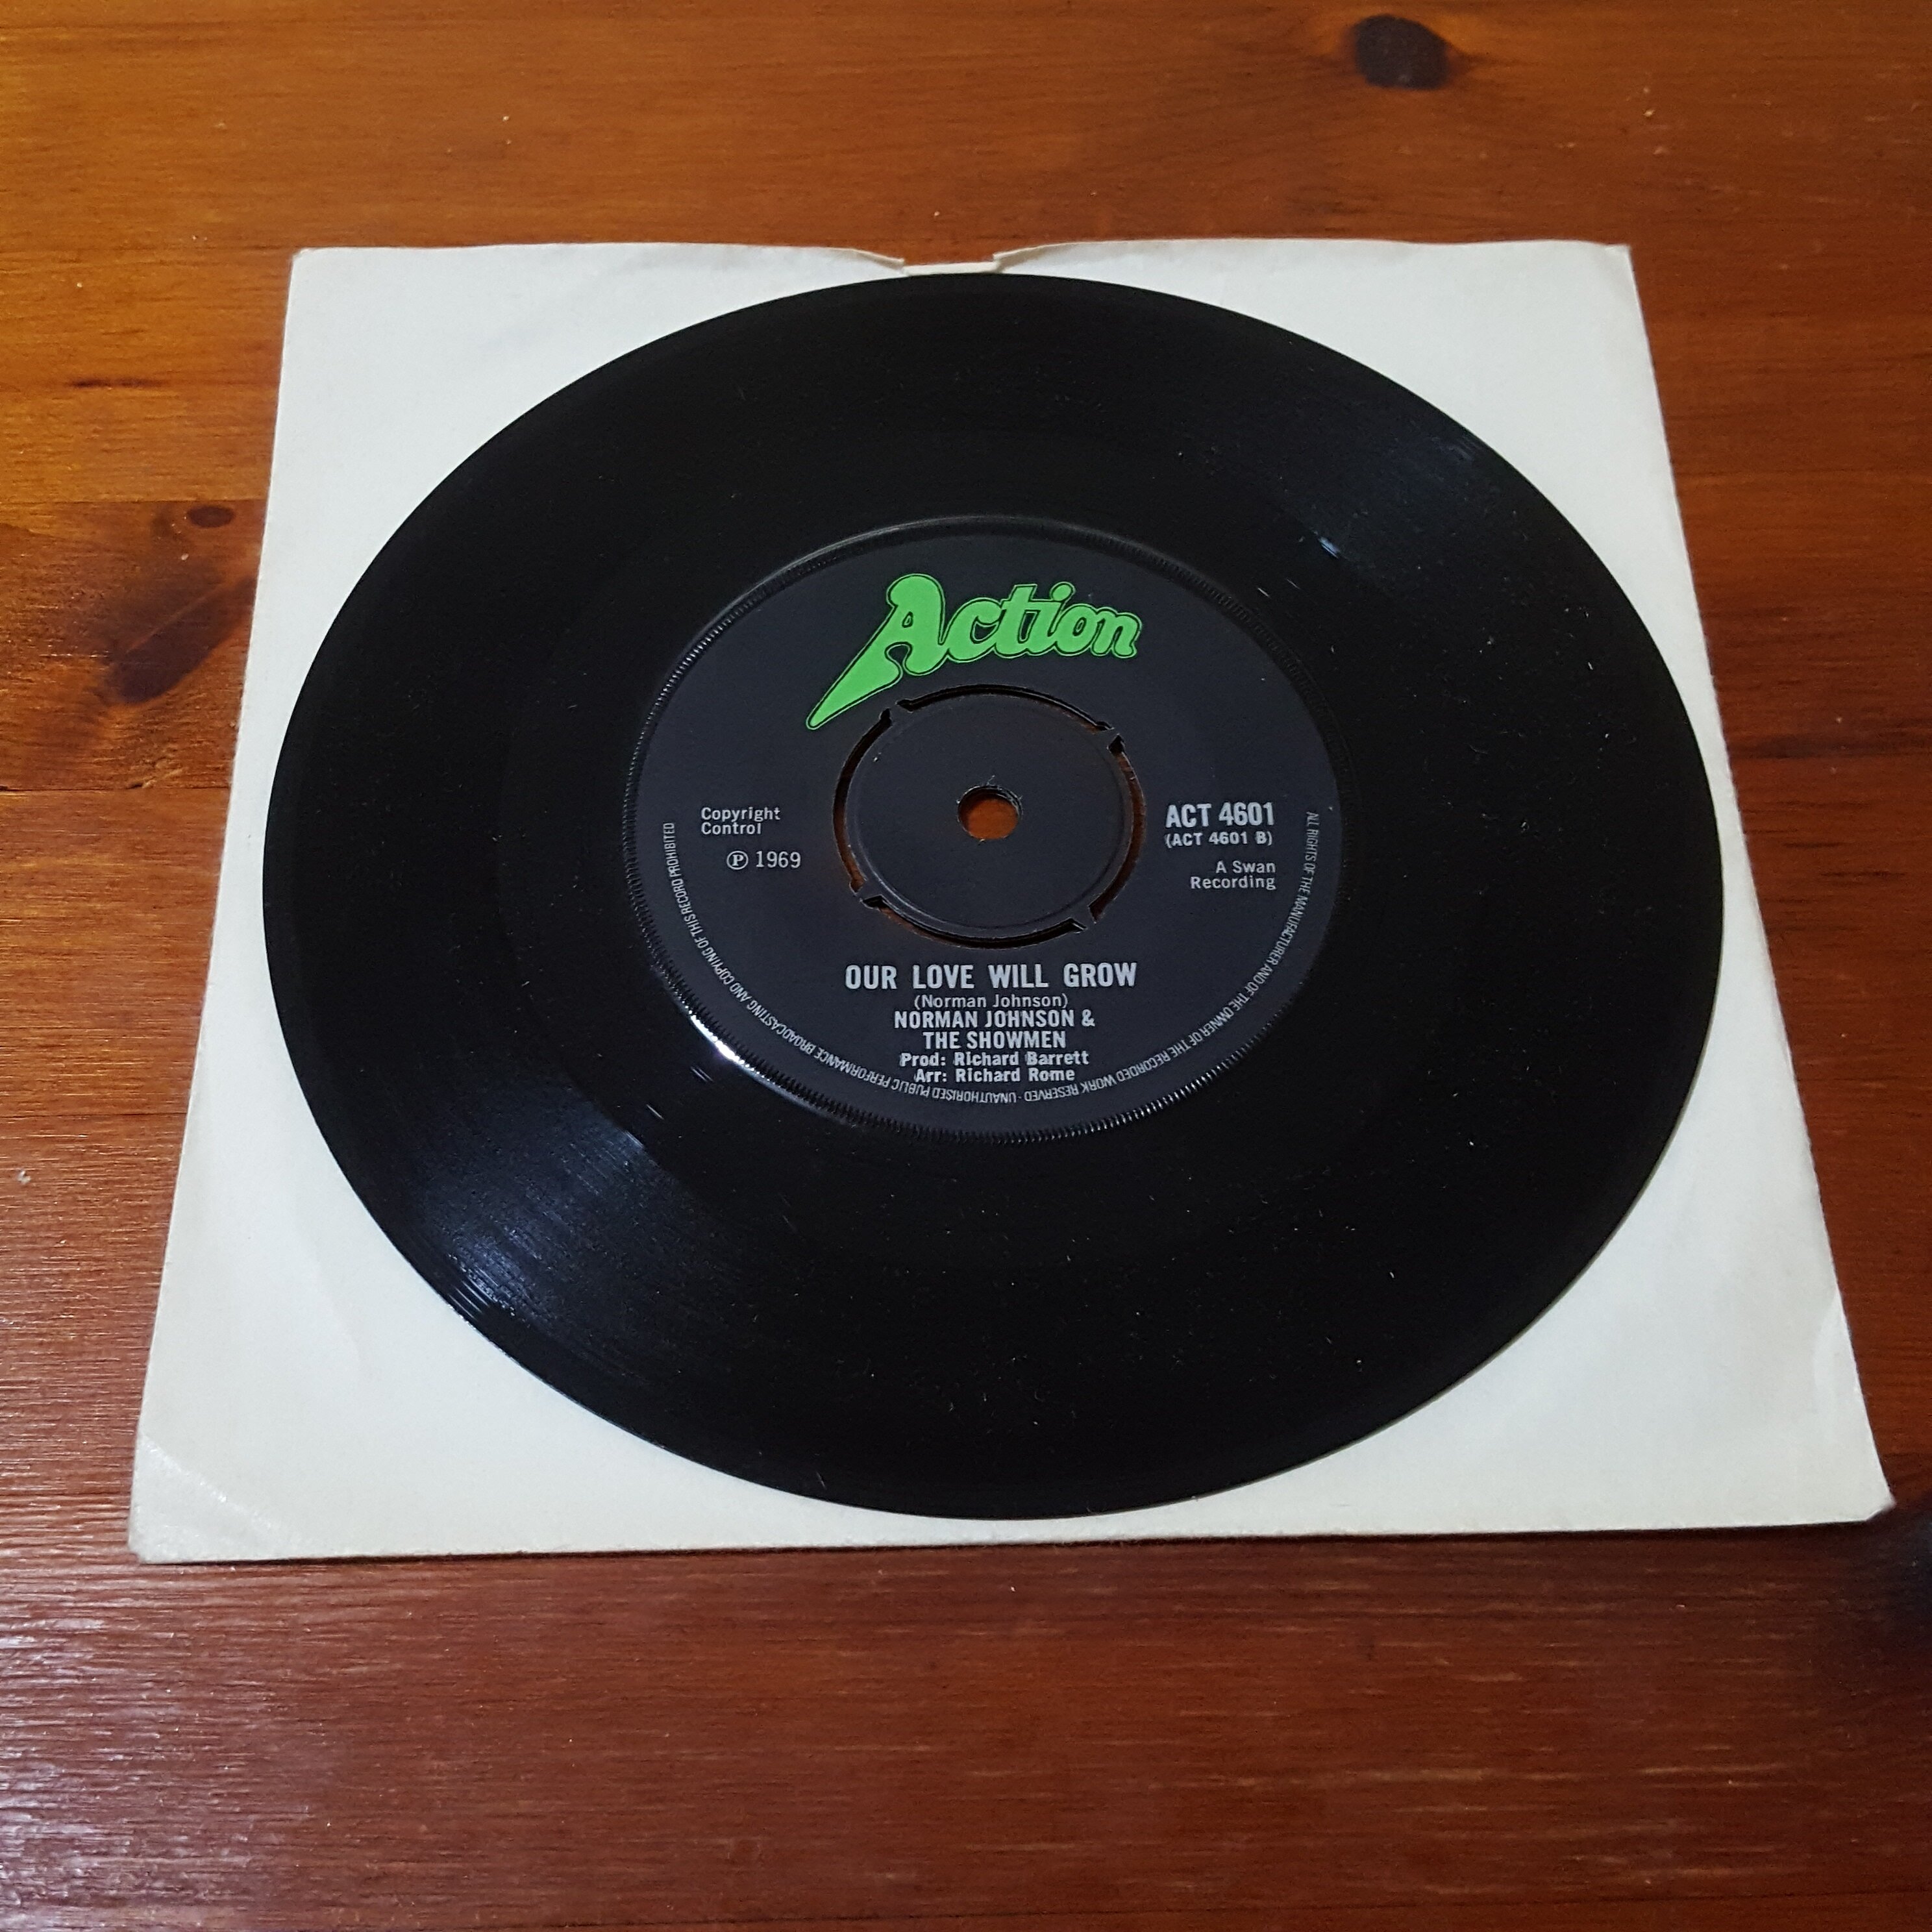 Action
Copyright
Control
℗ 1969
ACT 4601
(ACT 4601 B)
A Swan
Recording
OUR LOVE WILL GROW
(Norman Johnson)
NORMAN JOHNSON &
THE SHOWMEN
Prod: Richard Barrett
Arr: Richard Rome
ALL RIGHTS OF THE MANUFACTURER AND OF THE OWNER OF THE RECORDED WORK RESERVED · UNAUTHORISED PUBLIC PERFORMANCE BROADCASTING AND COPYING OF THIS RECORD PROHIBITED